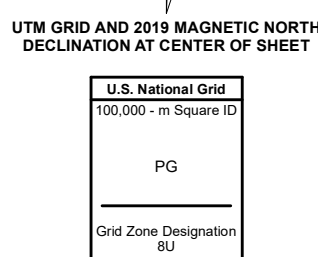 UTM GRID AND 2019 MAGNETIC NORTH
DECLINATION AT CENTER OF SHEET
U.S. National Grid
100,000 - m Square ID
PG
Grid Zone Designation
8U